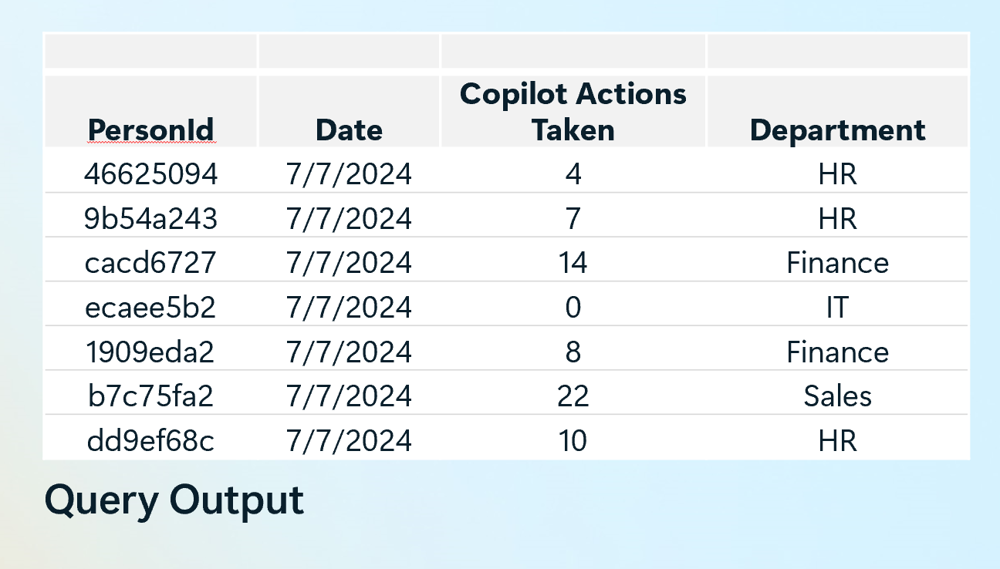 Copilot Actions
PersonId Date Taken Department
46625094 7/7/2024 4 HR
9b54a243 7/7/2024 7 HR
cacd6727 7/7/2024 14 Finance
ecaee5b2 7/7/2024 0 IT
1909eda2 7/7/2024 8 Finance
b7c75fa2 7/7/2024 22 Sales
dd9ef68c 7/7/2024 10 HR
Query Output